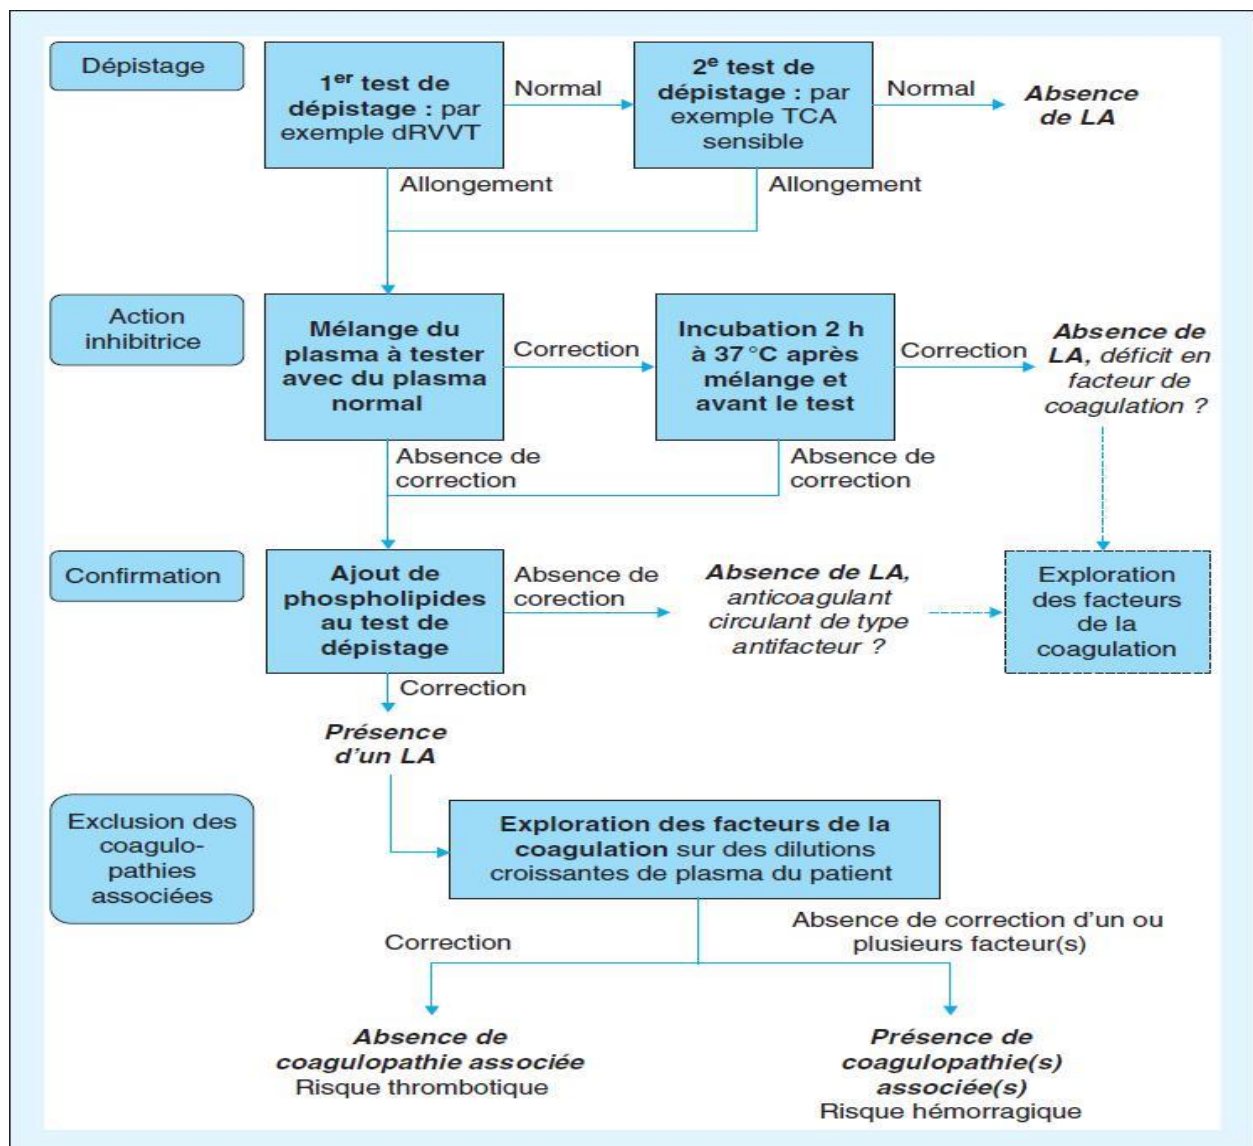 Dépistage
1er test de
dépistage : par
exemple dRVVT
Normal
2e test de
dépistage : par
exemple TCA
sensible
Normal
Absence
de LA
Allongement
Allongement
Action
inhibitrice
Mélange du
plasma à tester
avec du plasma
normal
Correction
Incubation 2 h
à 37 °C après
mélange et
avant le test
Correction
Absence de
LA, déficit en
facteur de
coagulation ?
Absence de
correction
Absence de
correction
Confirmation
Ajout de
phospholipides
au test de
dépistage
Absence de
corection
Absence de LA,
anticoagulant
circulant de type
antifacteur ?
Exploration
des facteurs
de la
coagulation
Correction
Présence
d'un LA
Exclusion des
coagulo-
pathies
associées
Exploration des facteurs de la
coagulation sur des dilutions
croissantes de plasma du patient
Correction
Absence de correction d'un ou
plusieurs facteur(s)
Absence de
coagulopathie associée
Risque thrombotique
Présence de
coagulopathie(s)
associée(s)
Risque hémorragique